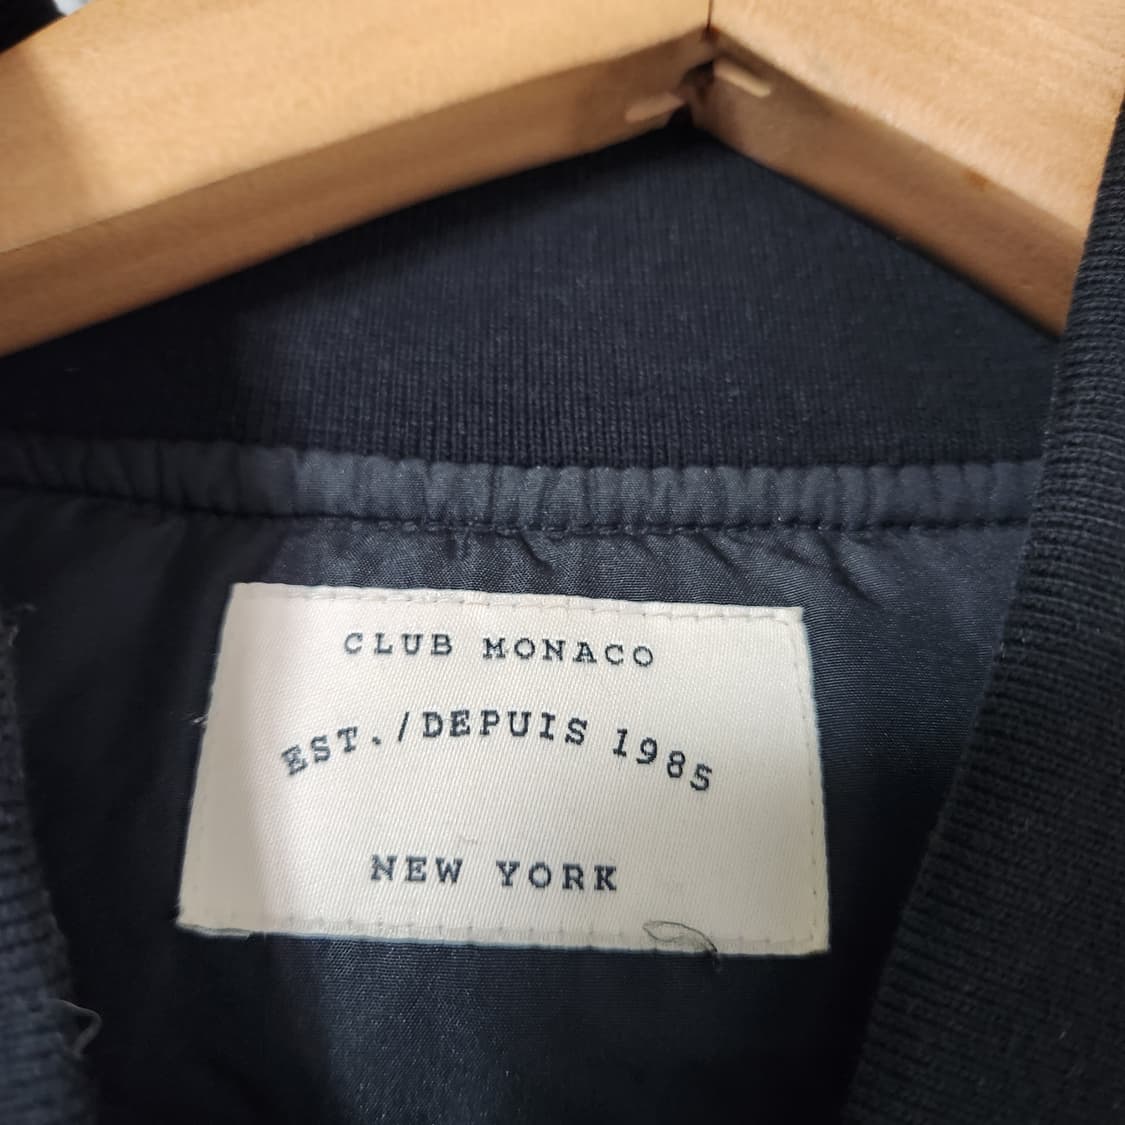 CLUB MONACO
EST./DEPUIS 1985
NEW YORK